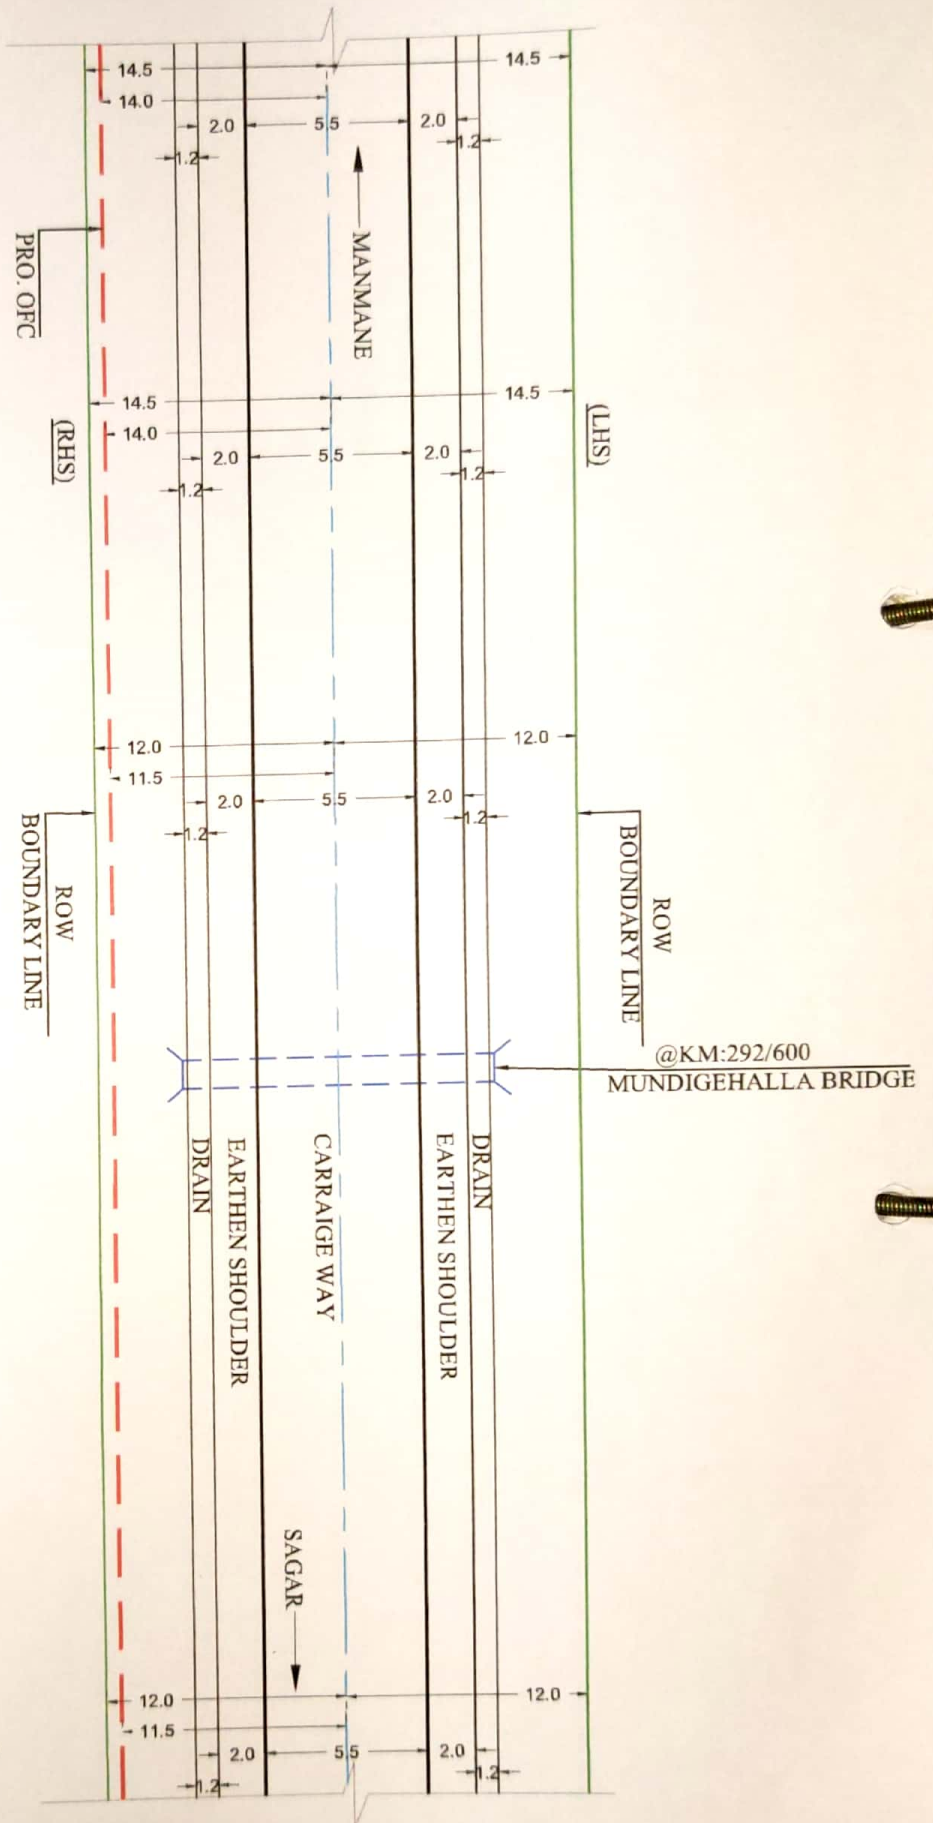 14.5
14.5
14.0
2.0
5.5
2.0
1.2
1.2
MANMANE
PRO. OFC
14.5
14.5
(LHS)
14.0
(RHS)
2.0
5.5
2.0
1.2
1.2
12.0
12.0
11.5
2.0
5.5
2.0
1.2
1.2
ROW
BOUNDARY LINE
ROW
BOUNDARY LINE
@KM:292/600
MUNDIGEHALLA BRIDGE
DRAIN
EARTHEN SHOULDER
CARRAIGE WAY
EARTHEN SHOULDER
DRAIN
SAGAR
12.0
12.0
11.5
2.0
5.5
2.0
1.2
1.2